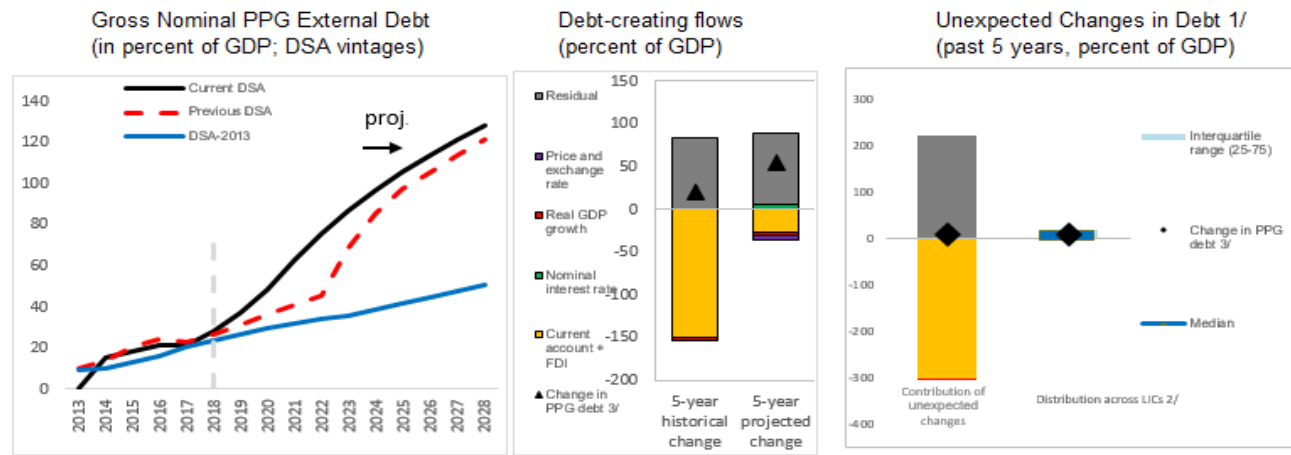 Gross Nominal PPG External Debt
(in percent of GDP; DSA vintages)
140
120
100
80
60
40
20
0
Current DSA
Previous DSA
DSA-2013
proj.
2013
2014
2015
2016
2017
2018
2019
2020
2021
2022
2023
2024
2025
2026
2027
2028
Debt-creating flows
(percent of GDP)
Residual
Price and
exchange
rate
Real GDP
growth
Nominal
interest rate
Current
account +
FDI
Change in
PPG debt 3/
150
100
50
0
-50
-100
-150
-200
5-year
historical
change
5-year
projected
change
Unexpected Changes in Debt 1/
(past 5 years, percent of GDP)
300
200
100
0
-100
-200
-300
-400
Contribution of
unexpected
changes
Distribution across LICs 2/
Interquartile
range (25-75)
Change in PPG
debt 3/
Median